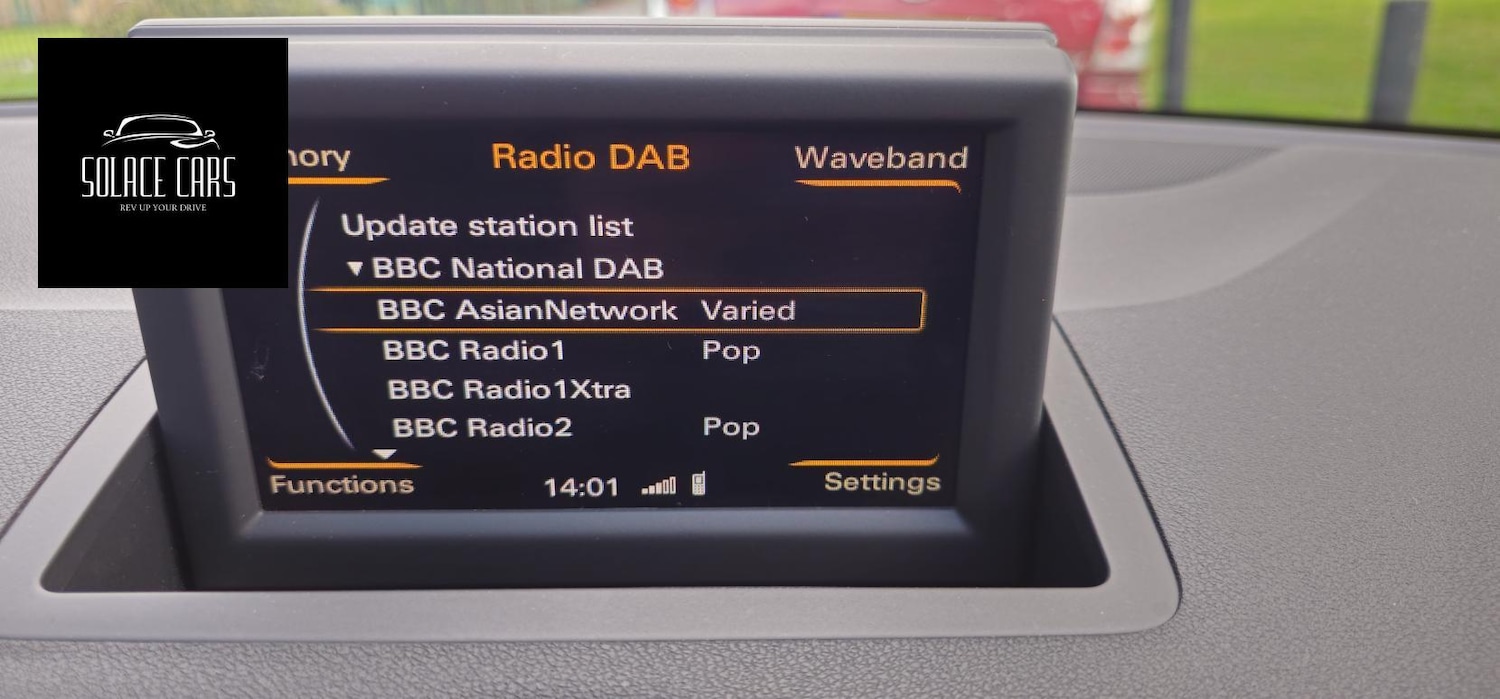 SOLACE CARS
REV UP YOUR DRIVE
Radio DAB
Waveband
Update station list
BBC National DAB
BBC AsianNetwork Varied
BBC Radio1 Pop
BBC Radio1Xtra
BBC Radio2 Pop
Functions
14:01
Settings